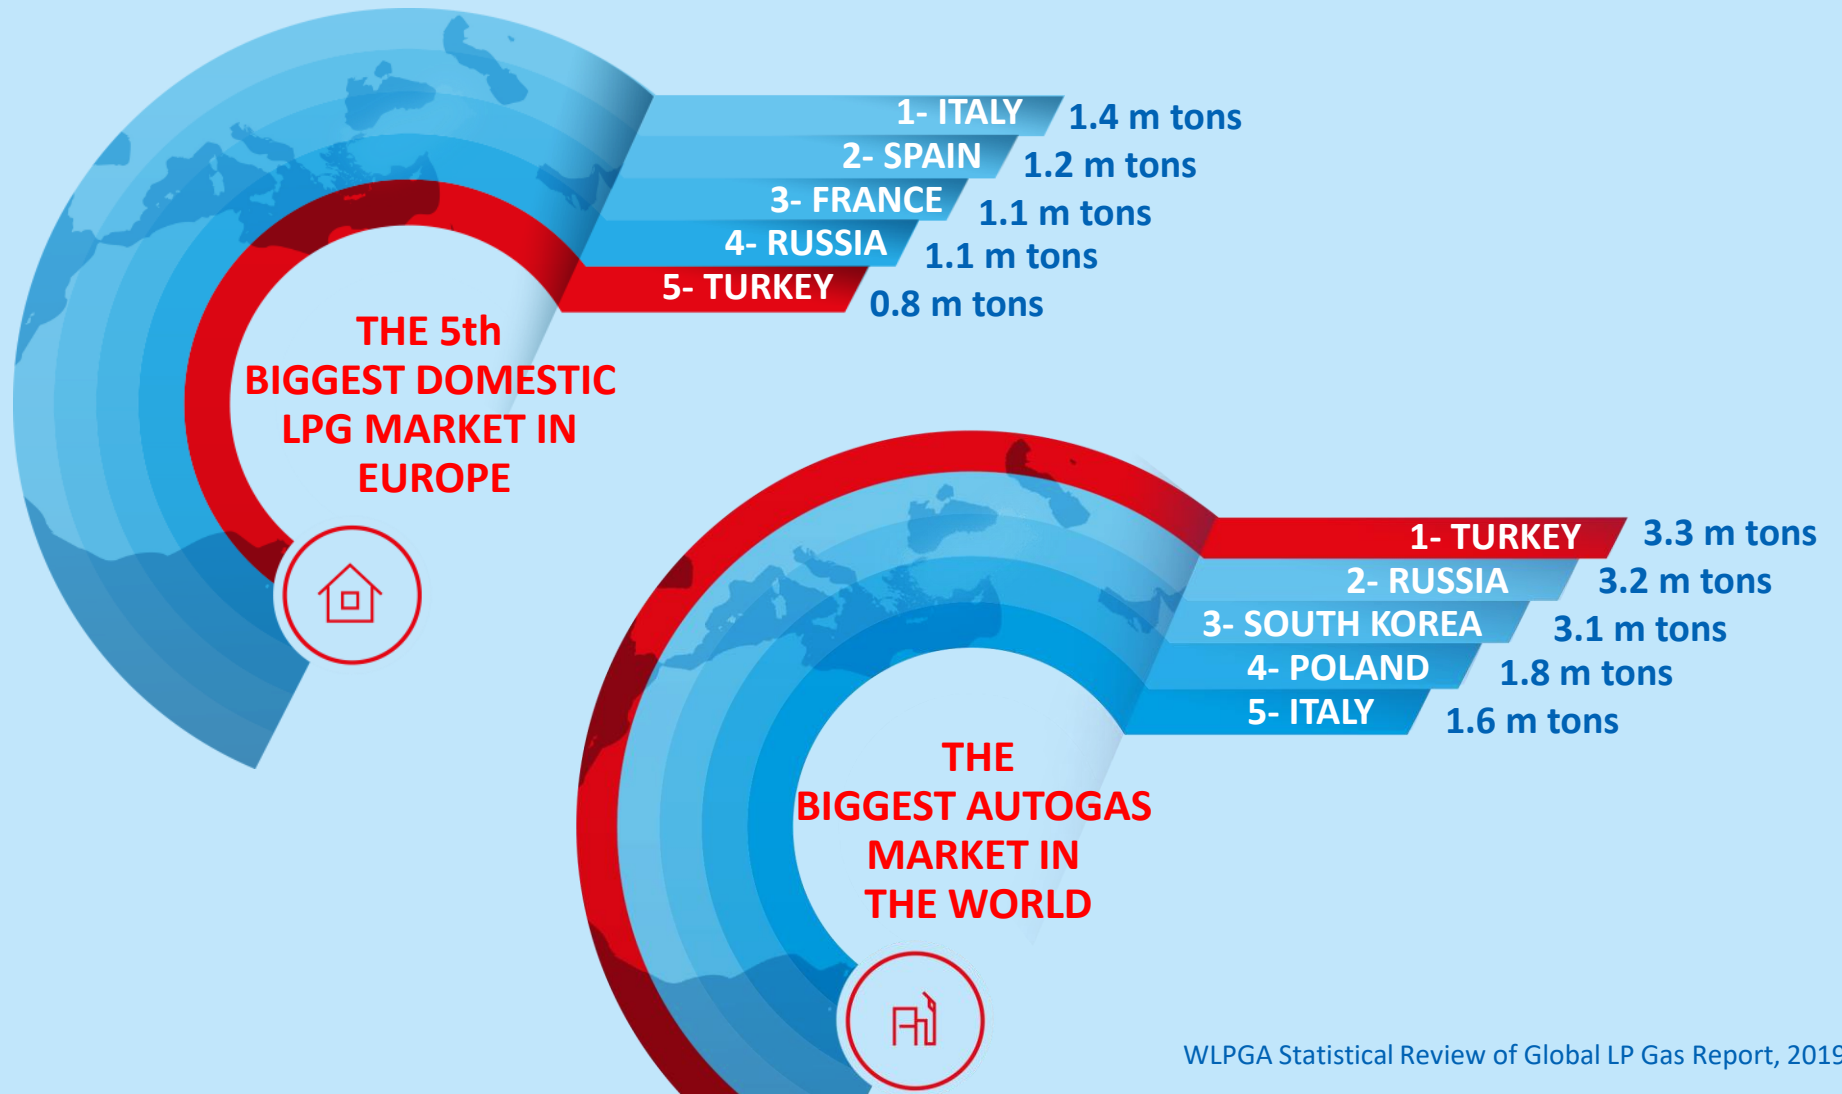 1- ITALY 1.4 m tons
2- SPAIN 1.2 m tons
3- FRANCE 1.1 m tons
4- RUSSIA 1.1 m tons
5- TURKEY 0.8 m tons
THE 5th
BIGGEST DOMESTIC
LPG MARKET IN
EUROPE
1- TURKEY 3.3 m tons
2- RUSSIA 3.2 m tons
3- SOUTH KOREA 3.1 m tons
4- POLAND 1.8 m tons
5- ITALY 1.6 m tons
THE
BIGGEST AUTOGAS
MARKET IN
THE WORLD
WLPGA Statistical Review of Global LP Gas Report, 2019